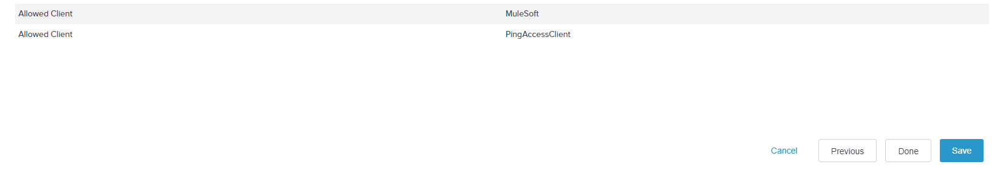 Allowed Client MuleSoft
Allowed Client PingAccessClient
Cancel Previous Done Save